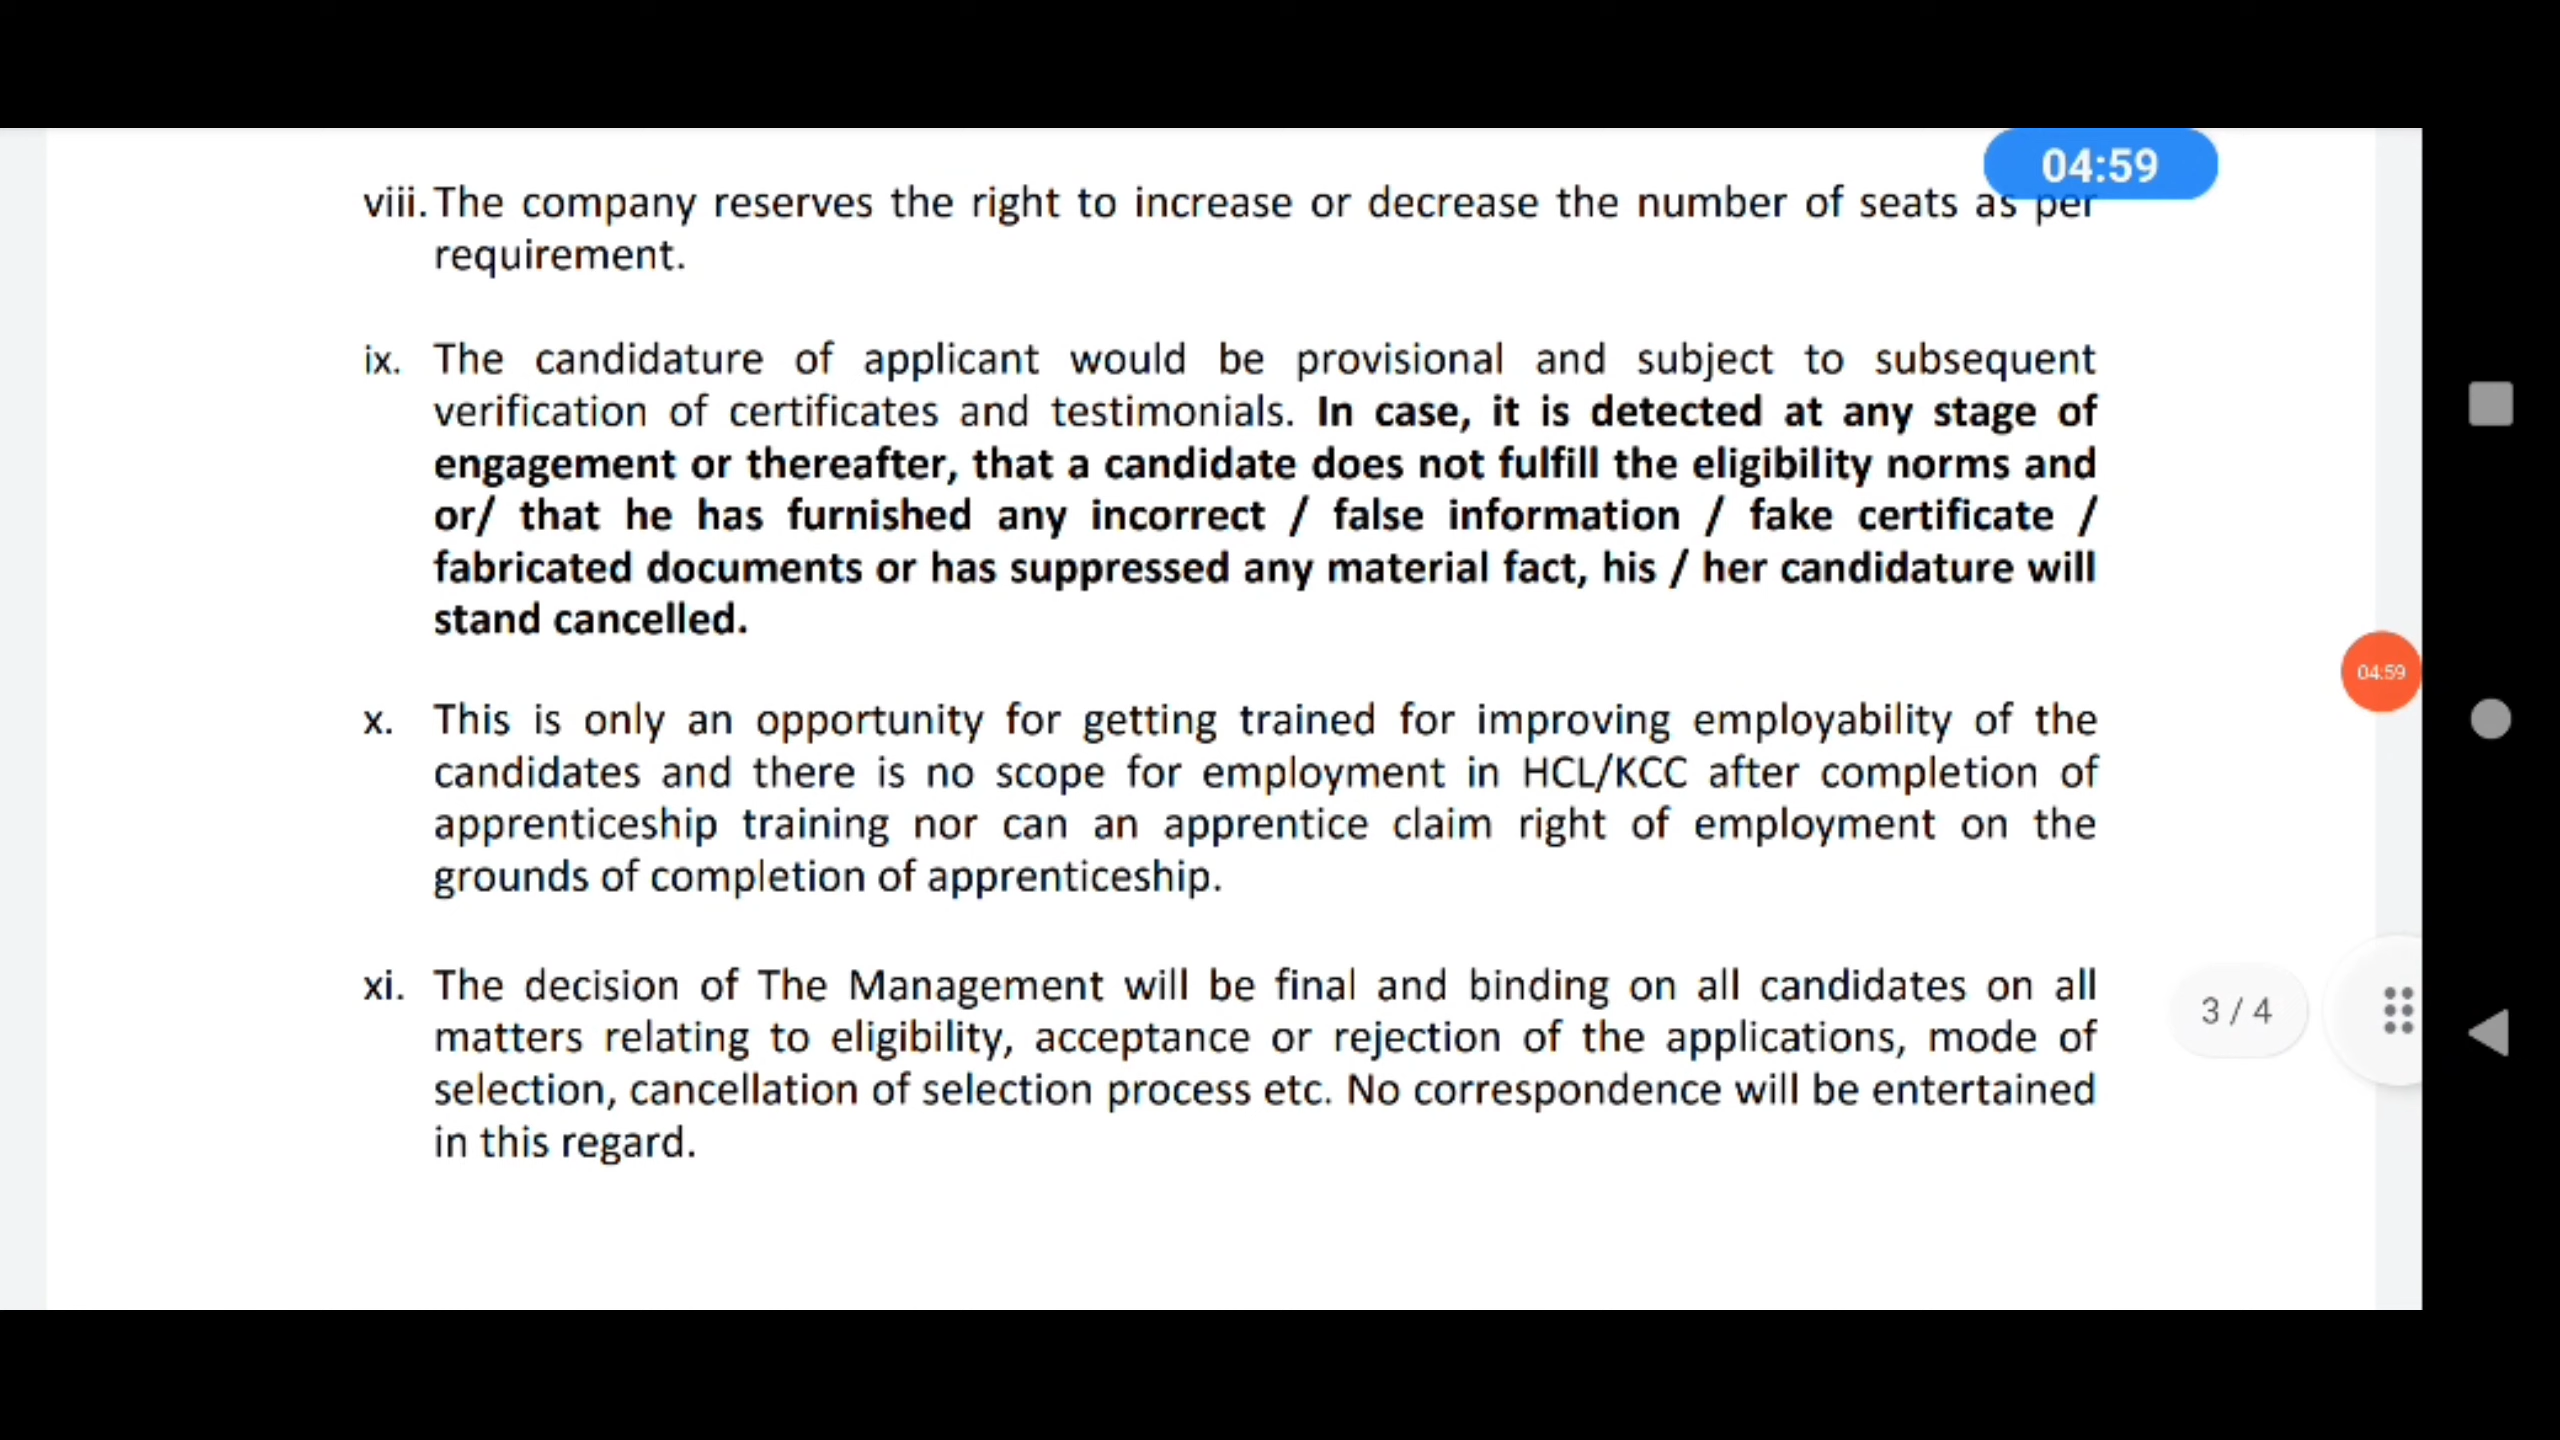 04:59
viii. The company reserves the right to increase or decrease the number of seats as per
requirement.
ix. The candidature of applicant would be provisional and subject to subsequent
verification of certificates and testimonials. In case, it is detected at any stage of
engagement or thereafter, that a candidate does not fulfill the eligibility norms and
or/ that he has furnished any incorrect / false information / fake certificate /
fabricated documents or has suppressed any material fact, his / her candidature will
stand cancelled.
04:59
x. This is only an opportunity for getting trained for improving employability of the
candidates and there is no scope for employment in HCL/KCC after completion of
apprenticeship training nor can an apprentice claim right of employment on the
grounds of completion of apprenticeship.
xi. The decision of The Management will be final and binding on all candidates on all
matters relating to eligibility, acceptance or rejection of the applications, mode of
selection, cancellation of selection process etc. No correspondence will be entertained
in this regard.
3 / 4